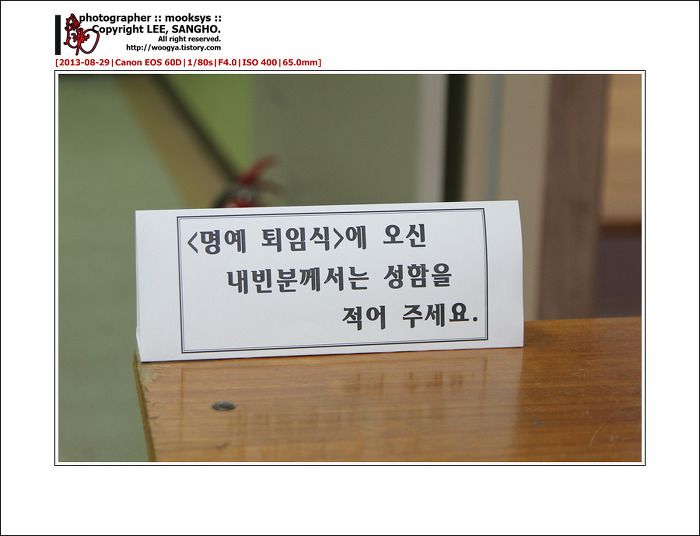 photographer :: mooksys ::
Copyright LEE, SANGHO.
All right reserved.
http://woogya.tistory.com
[2013-08-29|Canon EOS 60D|1/80s|F4.0|ISO 400|65.0mm]
<명예 퇴임식>에 오신
내빈분께서는 성함을
적어 주세요.